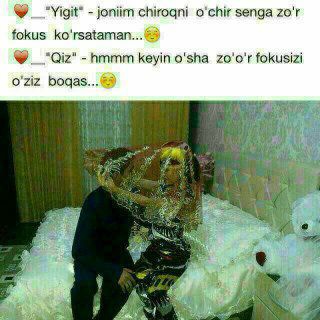 ❤️__"Yigit" - joniim chiroqni o'chir senga zo'r
fokus ko'rsataman...☺️
❤️__"Qiz" - hmmm keyin o'sha zo'o'r fokusizi
o'ziz boqas...☺️